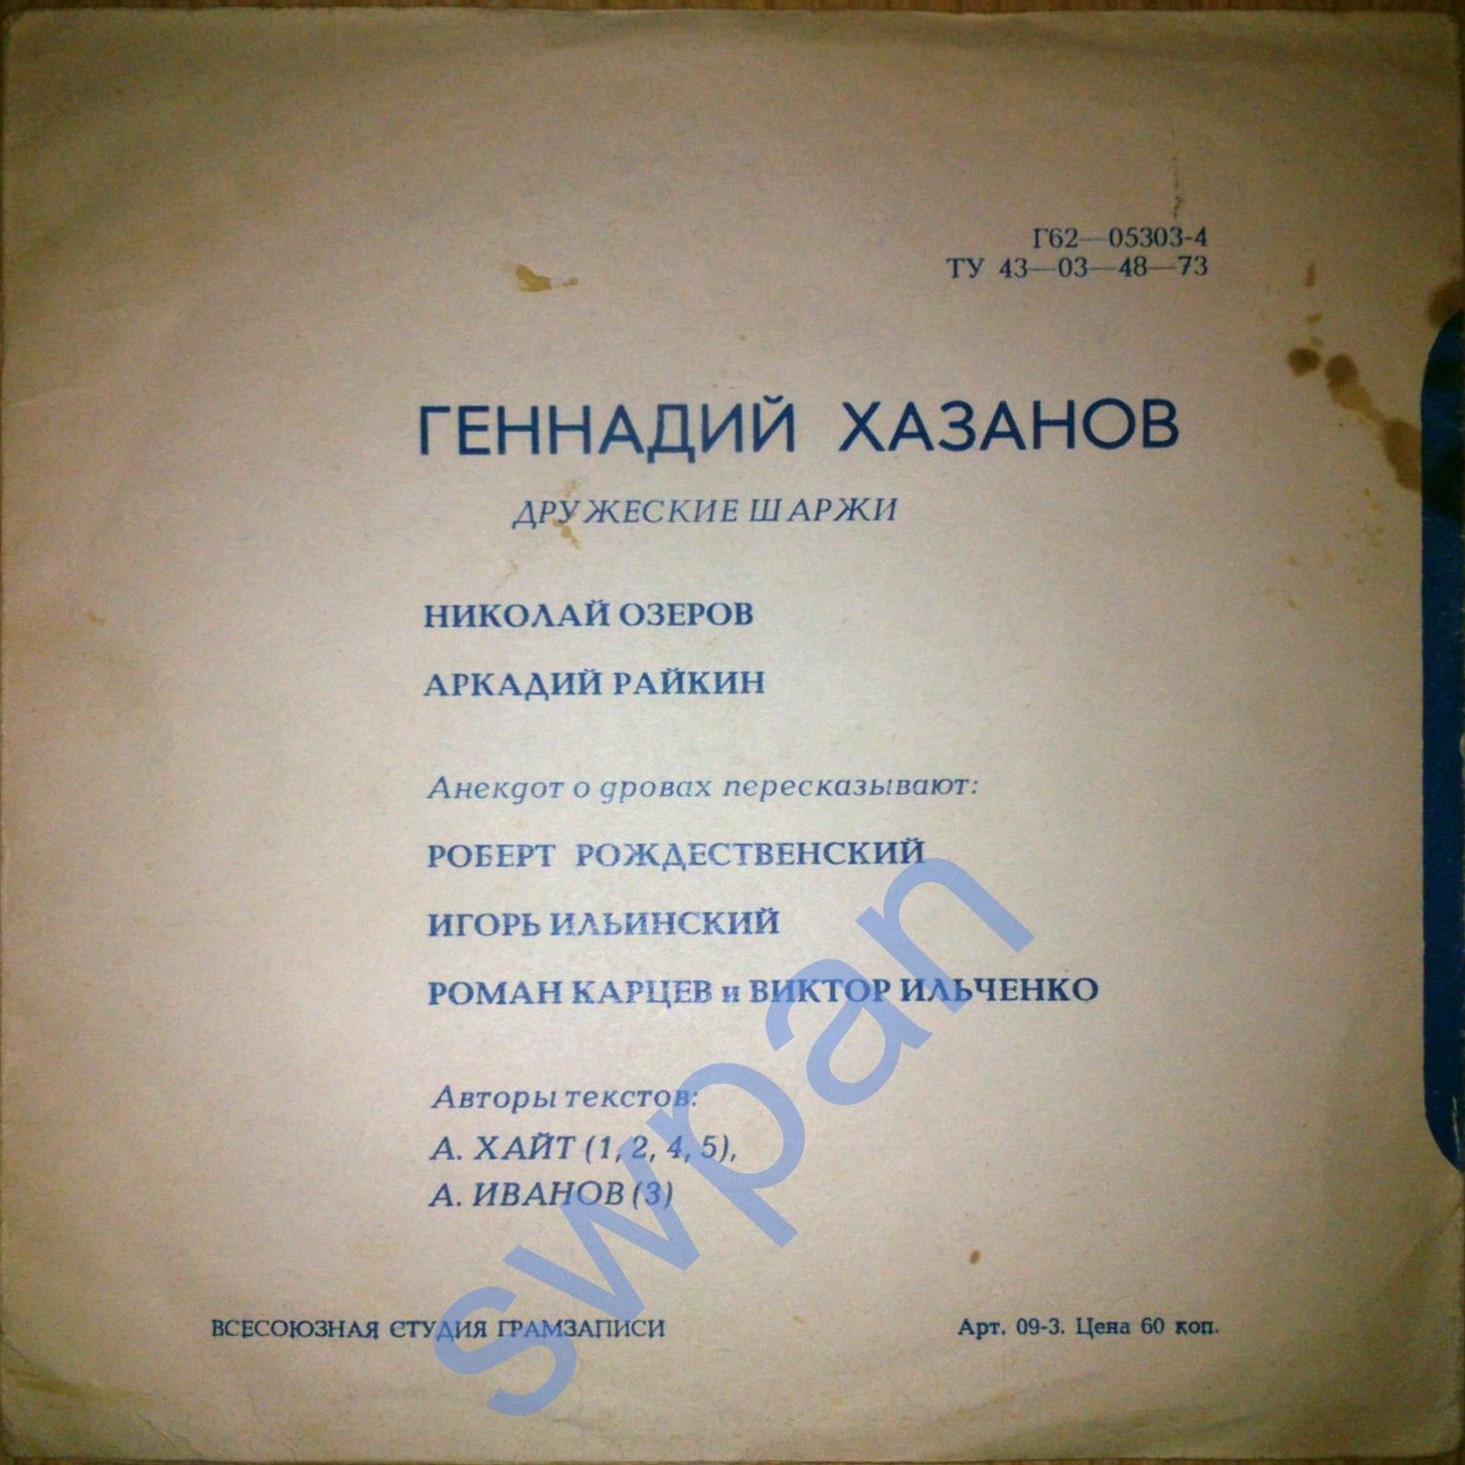 Г62—05303-4
ТУ 43—03—48—73
ГЕННАДИЙ ХАЗАНОВ
ДРУЖЕСКИЕ ШАРЖИ
НИКОЛАЙ ОЗЕРОВ
АРКАДИЙ РАЙКИН
Анекдот о дровах пересказывают:
РОБЕРТ РОЖДЕСТВЕНСКИЙ
ИГОРЬ ИЛЬИНСКИЙ
РОМАН КАРЦЕВ и ВИКТОР ИЛЬЧЕНКО
Авторы текстов:
А. ХАЙТ (1, 2, 4, 5),
А. ИВАНОВ (3)
ВСЕСОЮЗНАЯ СТУДИЯ ГРАМЗАПИСИ
Арт. 09-3. Цена 60 коп.
swpan